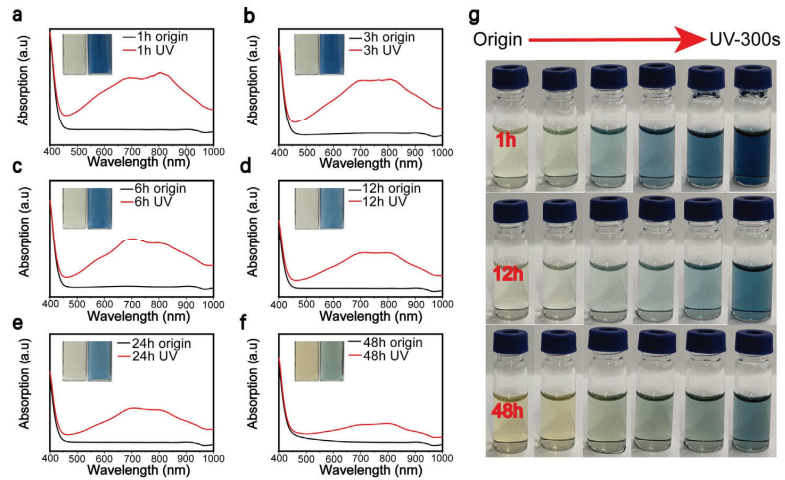 a
1h origin
1h UV
Absorption (a.u)
400 500 600 700 800 900 1000
Wavelength (nm)
b
3h origin
3h UV
Absorption (a.u)
400 500 600 700 800 900 1000
Wavelength (nm)
c
6h origin
6h UV
Absorption (a.u)
400 500 600 700 800 900 1000
Wavelength (nm)
d
12h origin
12h UV
Absorption (a.u)
400 500 600 700 800 900 1000
Wavelength (nm)
e
24h origin
24h UV
Absorption (a.u)
400 500 600 700 800 900 1000
Wavelength (nm)
f
48h origin
48h UV
Absorption (a.u)
400 500 600 700 800 900 1000
Wavelength (nm)
g
Origin UV-300s
1h
12h
48h